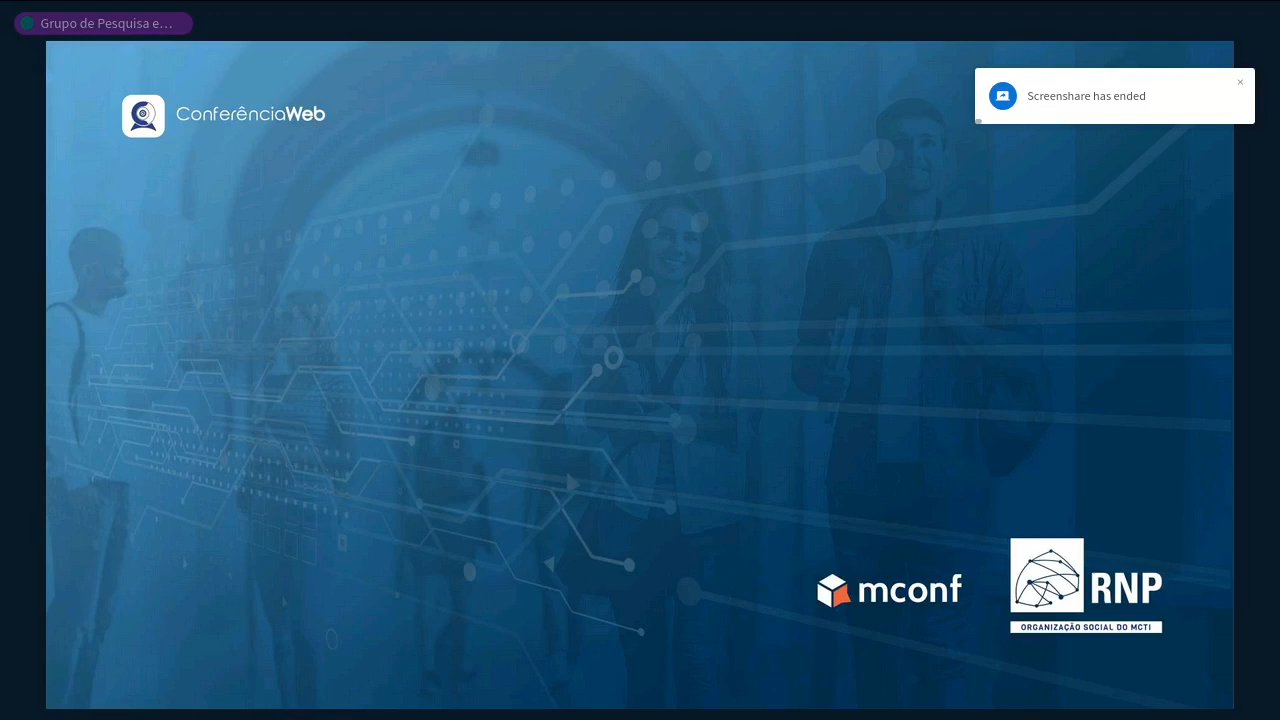 Grupo de Pesquisa e…
ConferênciaWeb
Screenshare has ended
mconf
RNP
ORGANIZAÇÃO SOCIAL DO MCTI